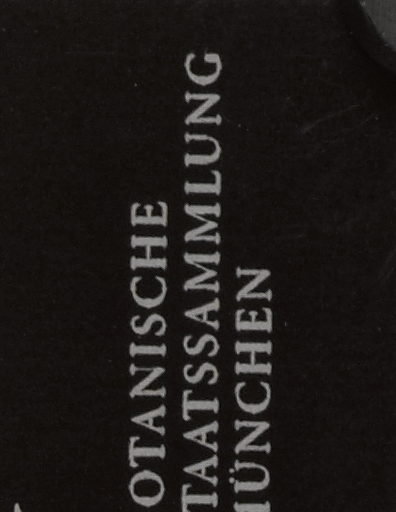 OTANISCHE
TAATSSAMMLUNG
ÜNCHEN